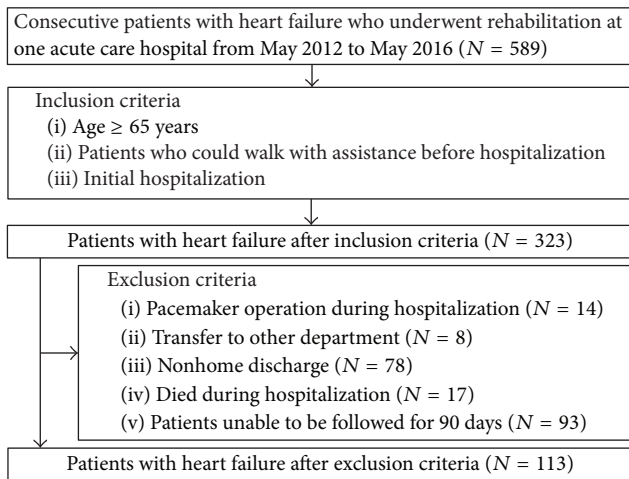 Consecutive patients with heart failure who underwent rehabilitation at
one acute care hospital from May 2012 to May 2016 (N = 589)
Inclusion criteria
(i) Age ≥ 65 years
(ii) Patients who could walk with assistance before hospitalization
(iii) Initial hospitalization
Patients with heart failure after inclusion criteria (N = 323)
Exclusion criteria
(i) Pacemaker operation during hospitalization (N = 14)
(ii) Transfer to other department (N = 8)
(iii) Nonhome discharge (N = 78)
(iv) Died during hospitalization (N = 17)
(v) Patients unable to be followed for 90 days (N = 93)
Patients with heart failure after exclusion criteria (N = 113)